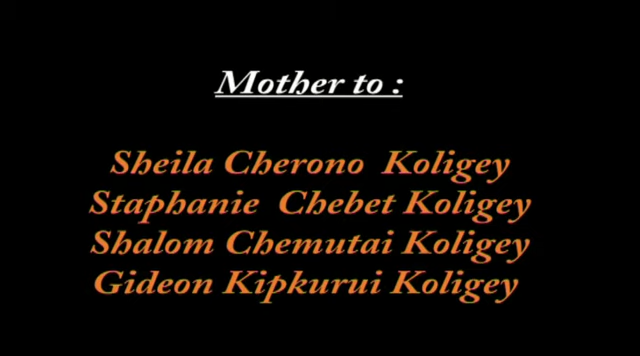 Mother to :
Sheila Cherono Koligey
Staphanie Chebet Koligey
Shalom Chemutai Koligey
Gideon Kipkurui Koligey